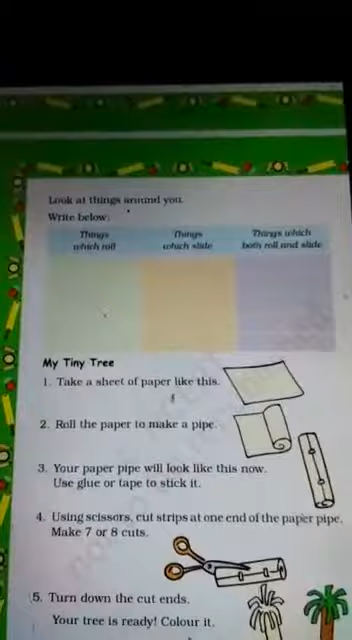 Look at things around you.
Write below:
Things which roll
Things which slide
Things which both roll and slide
My Tiny Tree
1. Take a sheet of paper like this.
2. Roll the paper to make a pipe.
3. Your paper pipe will look like this now.
Use glue or tape to stick it.
4. Using scissors, cut strips at one end of the paper pipe.
Make 7 or 8 cuts.
5. Turn down the cut ends.
Your tree is ready! Colour it.